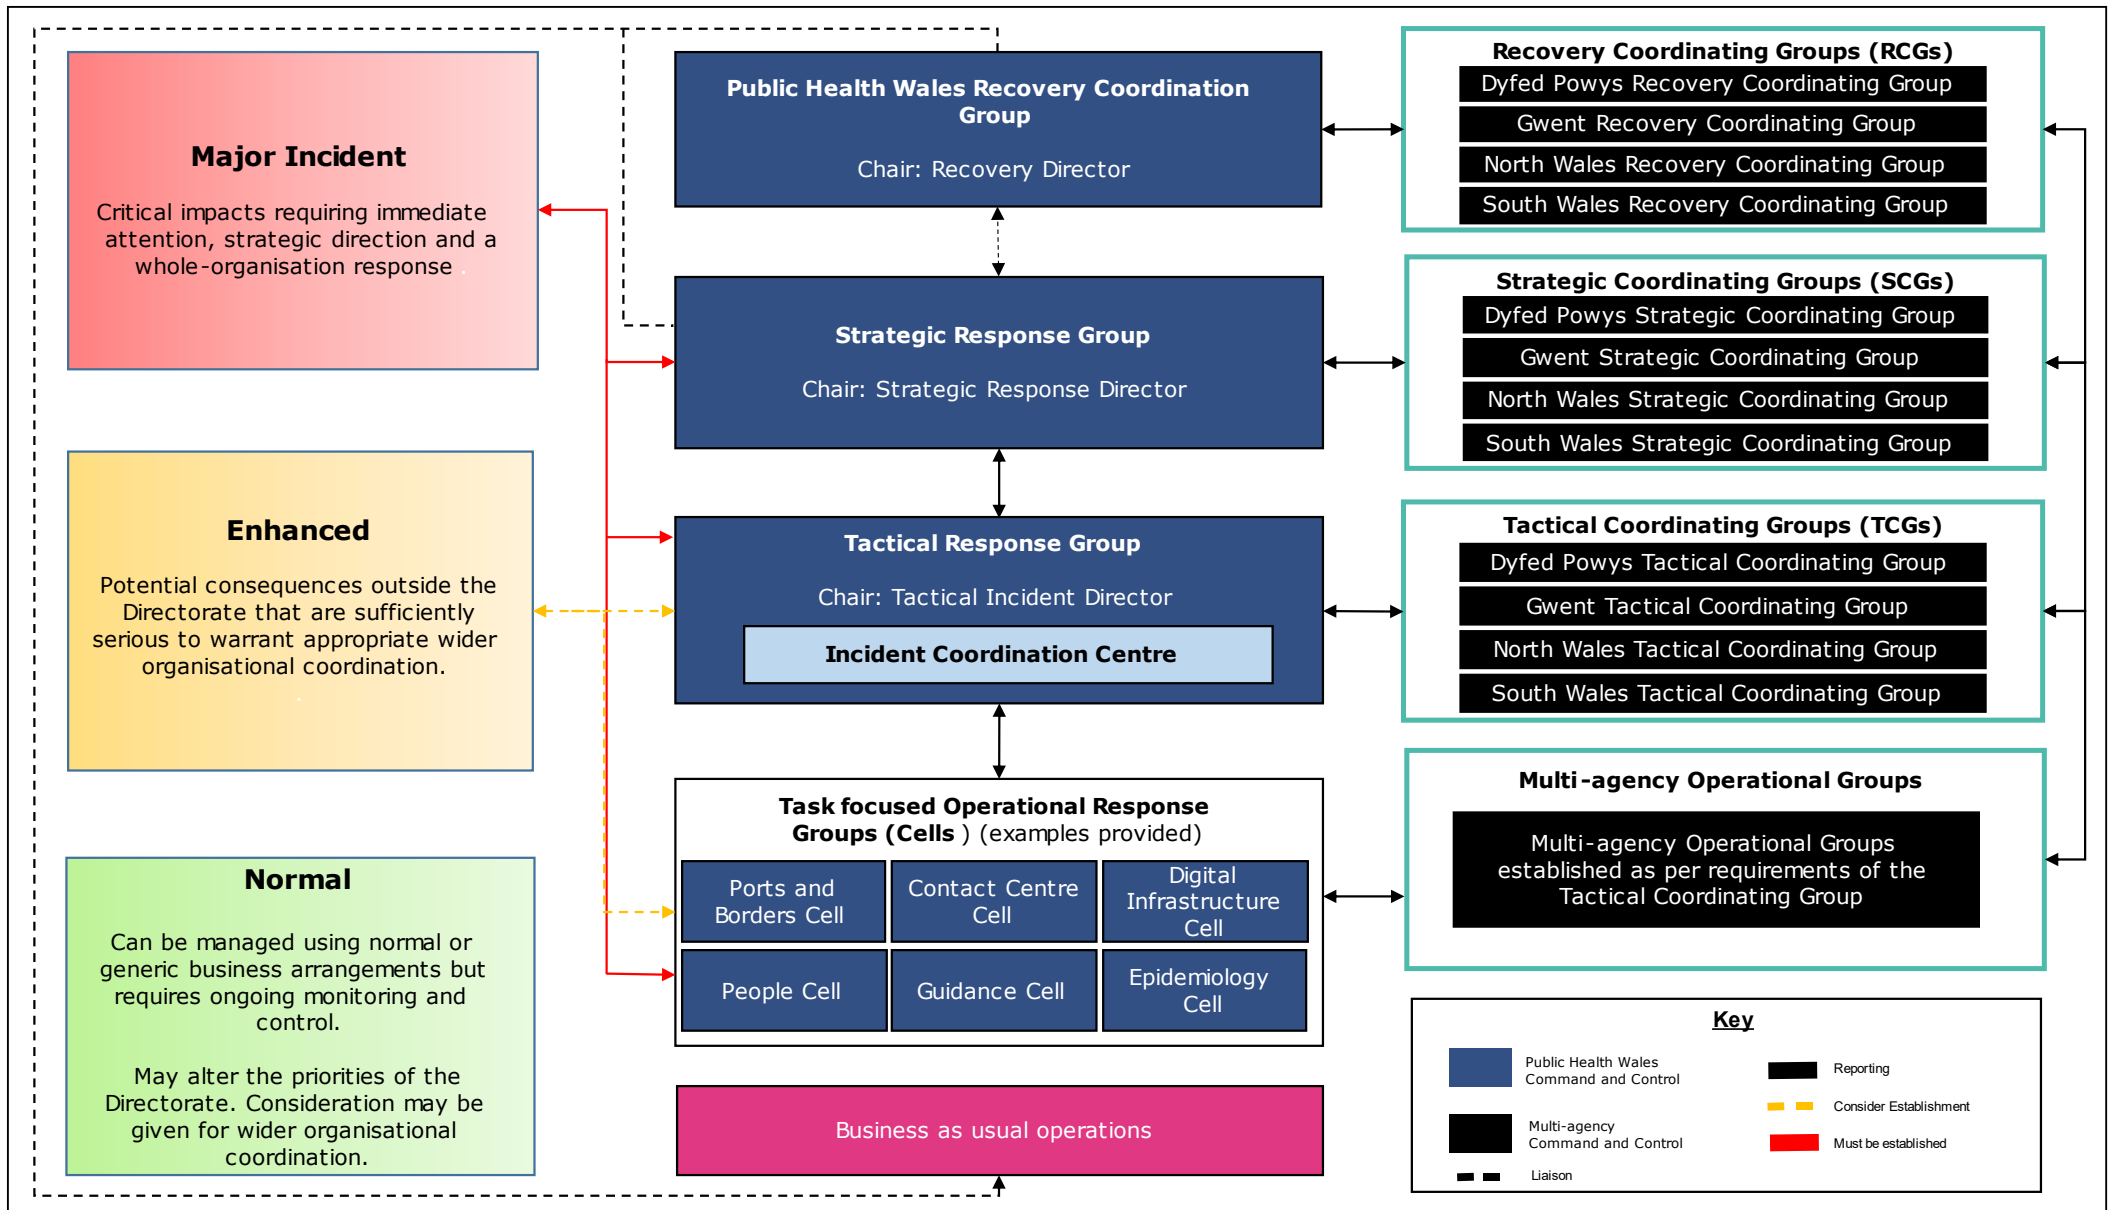 Major Incident
Critical impacts requiring immediate
attention, strategic direction and a
whole-organisation response .
Enhanced
Potential consequences outside the
Directorate that are sufficiently
serious to warrant appropriate wider
organisational coordination.
.
Normal
Can be managed using normal or
generic business arrangements but
requires ongoing monitoring and
control.
May alter the priorities of the
Directorate. Consideration may be
given for wider organisational
coordination.
Public Health Wales Recovery Coordination
Group
Chair: Recovery Director
Strategic Response Group
Chair: Strategic Response Director
Tactical Response Group
Chair: Tactical Incident Director
Incident Coordination Centre
Task focused Operational Response
Groups (Cells ) (examples provided)
Ports and
Borders Cell
Contact Centre
Cell
Digital
Infrastructure
Cell
People Cell
Guidance Cell
Epidemiology
Cell
Business as usual operations
Recovery Coordinating Groups (RCGs)
Dyfed Powys Recovery Coordinating Group
Gwent Recovery Coordinating Group
North Wales Recovery Coordinating Group
South Wales Recovery Coordinating Group
Strategic Coordinating Groups (SCGs)
Dyfed Powys Strategic Coordinating Group
Gwent Strategic Coordinating Group
North Wales Strategic Coordinating Group
South Wales Strategic Coordinating Group
Tactical Coordinating Groups (TCGs)
Dyfed Powys Tactical Coordinating Group
Gwent Tactical Coordinating Group
North Wales Tactical Coordinating Group
South Wales Tactical Coordinating Group
Multi-agency Operational Groups
Multi-agency Operational Groups
established as per requirements of the
Tactical Coordinating Group
Key
Public Health Wales
Command and Control
Multi-agency
Command and Control
Liaison
Reporting
Consider Establishment
Must be established